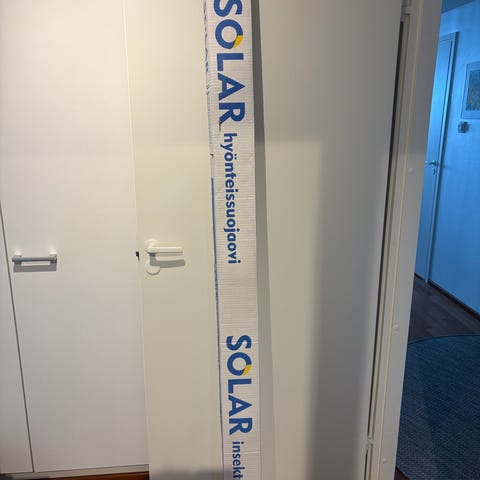 SOLAR
hyönteissuojaovi
SOLAR
insekt